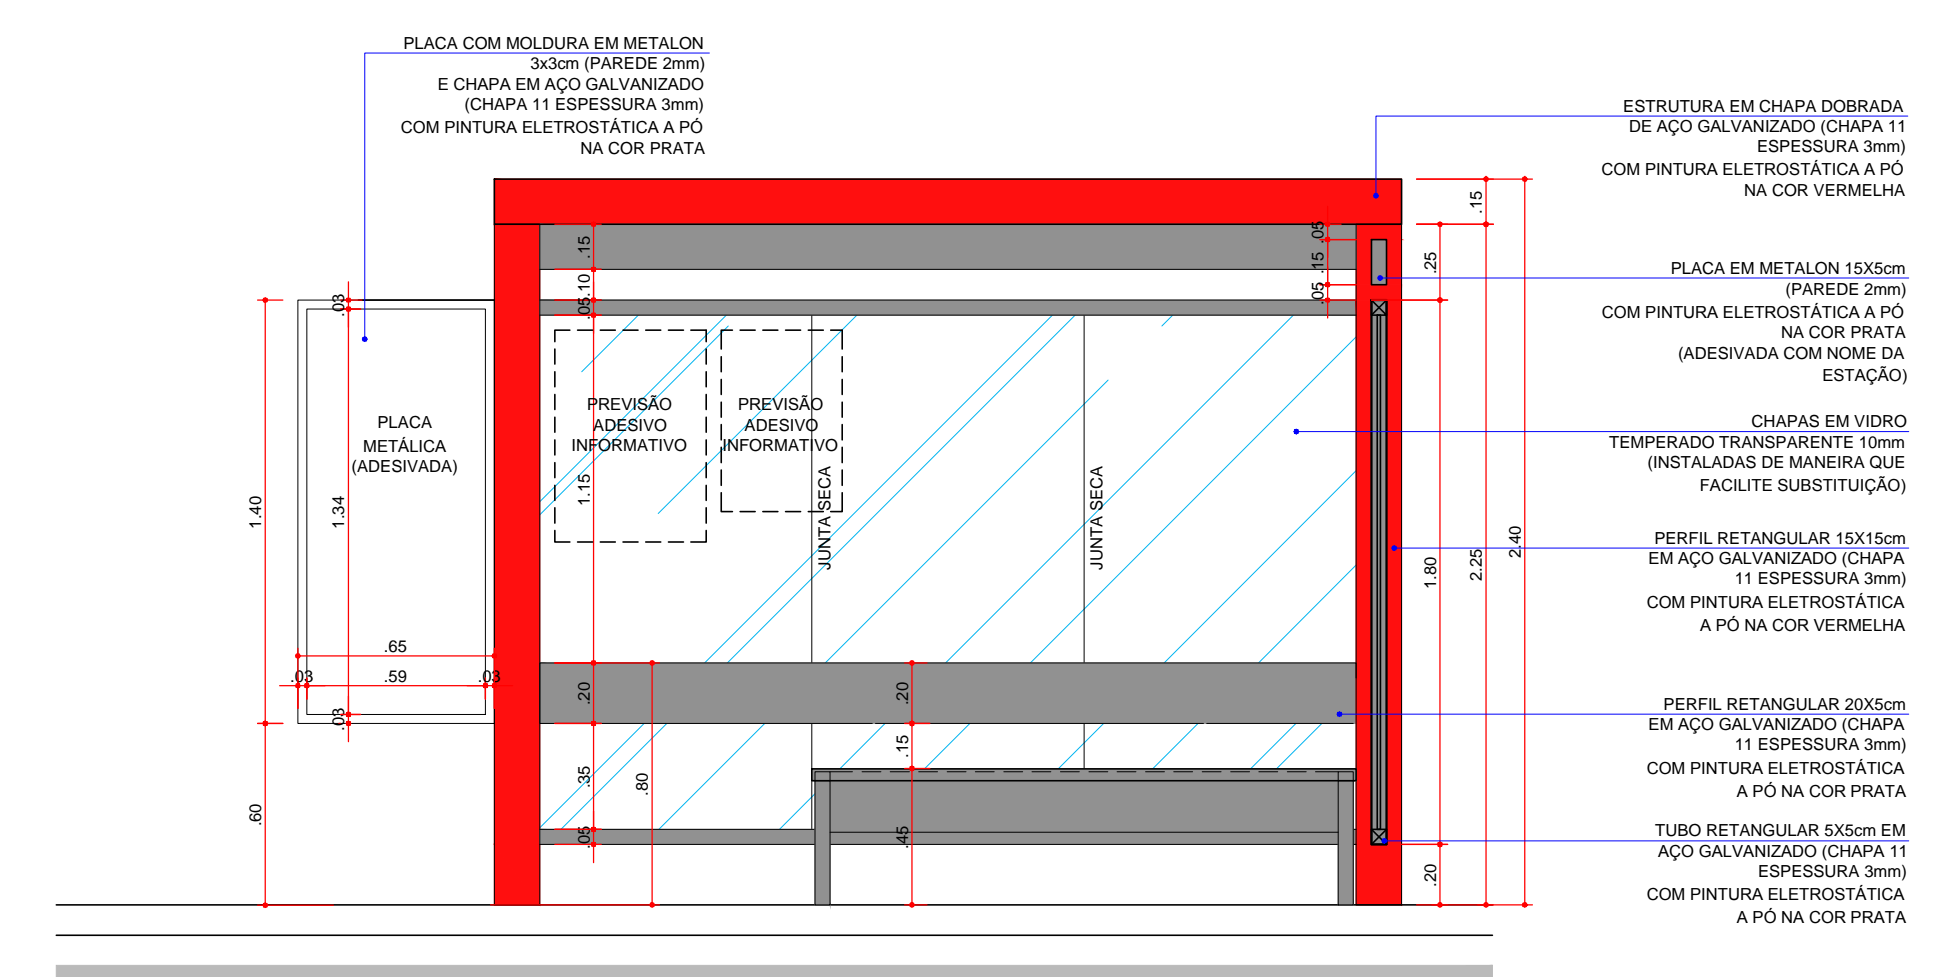 PLACA COM MOLDURA EM METALON
3x3cm (PAREDE 2mm)
E CHAPA EM AÇO GALVANIZADO
(CHAPA 11 ESPESSURA 3mm)
COM PINTURA ELETROSTÁTICA A PÓ
NA COR PRATA
ESTRUTURA EM CHAPA DOBRADA
DE AÇO GALVANIZADO (CHAPA 11
ESPESSURA 3mm)
COM PINTURA ELETROSTÁTICA A PÓ
NA COR VERMELHA
PLACA EM METALON 15X5cm
(PAREDE 2mm)
COM PINTURA ELETROSTÁTICA A PÓ
NA COR PRATA
(ADESIVADA COM NOME DA
ESTAÇÃO)
CHAPAS EM VIDRO
TEMPERADO TRANSPARENTE 10mm
(INSTALADAS DE MANEIRA QUE
FACILITE SUBSTITUIÇÃO)
PERFIL RETANGULAR 15X15cm
EM AÇO GALVANIZADO (CHAPA
11 ESPESSURA 3mm)
COM PINTURA ELETROSTÁTICA
A PÓ NA COR VERMELHA
PERFIL RETANGULAR 20X5cm
EM AÇO GALVANIZADO (CHAPA
11 ESPESSURA 3mm)
COM PINTURA ELETROSTÁTICA
A PÓ NA COR PRATA
TUBO RETANGULAR 5X5cm EM
AÇO GALVANIZADO (CHAPA 11
ESPESSURA 3mm)
COM PINTURA ELETROSTÁTICA
A PÓ NA COR PRATA
PLACA
METÁLICA
(ADESIVADA)
PREVISÃO
ADESIVO
INFORMATIVO
PREVISÃO
ADESIVO
INFORMATIVO
JUNTA SECA
JUNTA SECA
1.40
.60
.03
1.34
.03
.65
.03
.59
.03
.15
.10
.05
1.15
.20
.35
.05
.80
.20
.15
.45
.05
.15
.05
.25
1.80
.20
.15
2.25
2.40